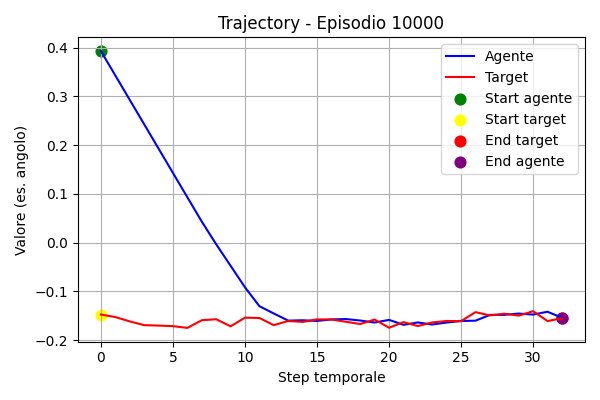 Trajectory - Episodio 10000
Valore (es. angolo)
0.4
0.3
0.2
0.1
0.0
−0.1
−0.2
Agente
Target
Start agente
Start target
End target
End agente
0 5 10 15 20 25 30
Step temporale